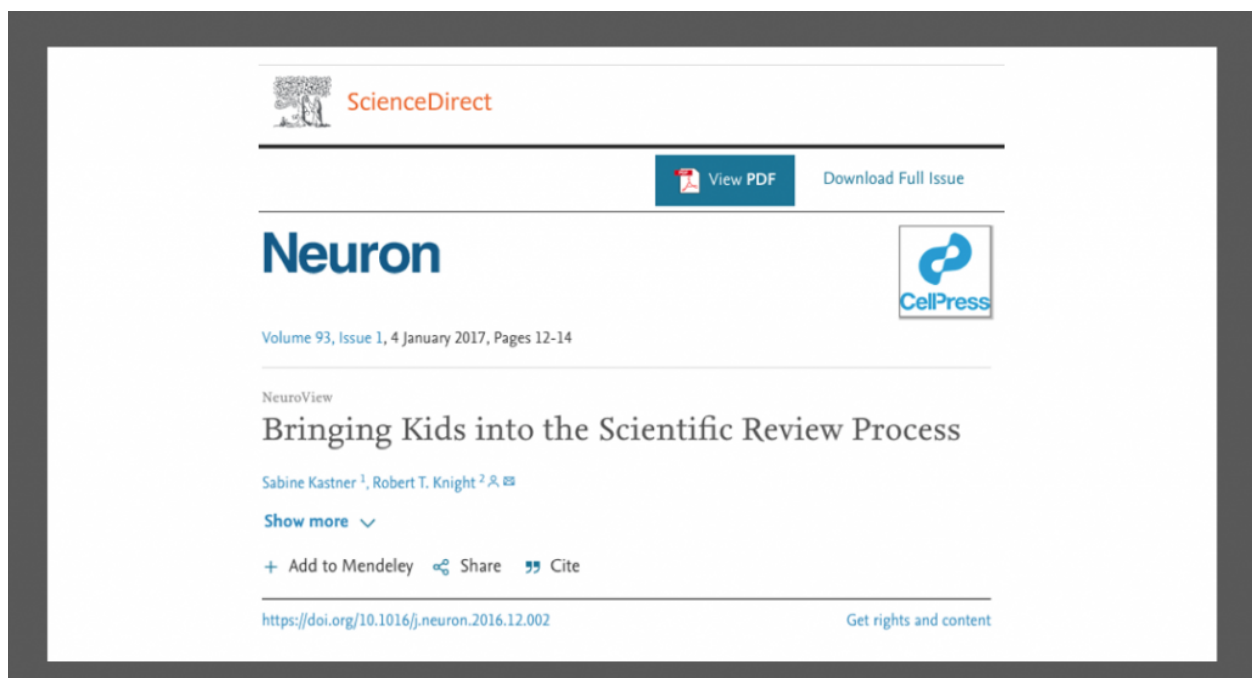 ScienceDirect
View PDF
Download Full Issue
Neuron
CellPress
Volume 93, Issue 1, 4 January 2017, Pages 12-14
NeuroView
Bringing Kids into the Scientific Review Process
Sabine Kastner 1, Robert T. Knight 2
Show more
+ Add to Mendeley Share Cite
https://doi.org/10.1016/j.neuron.2016.12.002
Get rights and content